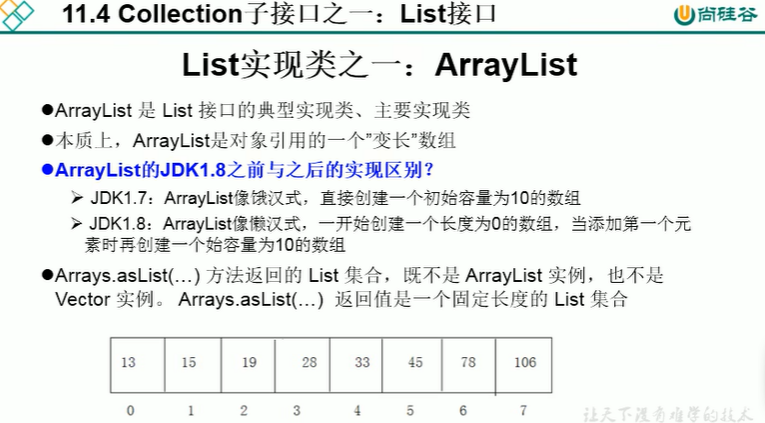 11.4 Collection子接口之一：List接口
尚硅谷
List实现类之一：ArrayList
●ArrayList 是 List 接口的典型实现类、主要实现类
●本质上，ArrayList是对象引用的一个”变长”数组
●ArrayList的JDK1.8之前与之后的实现区别？
➢ JDK1.7：ArrayList像饿汉式，直接创建一个初始容量为10的数组
➢ JDK1.8：ArrayList像懒汉式，一开始创建一个长度为0的数组，当添加第一个元
素时再创建一个始容量为10的数组
●Arrays.asList(…) 方法返回的 List 集合，既不是 ArrayList 实例，也不是
Vector 实例。 Arrays.asList(…) 返回值是一个固定长度的 List 集合
13 15 19 28 33 45 78 106
0 1 2 3 4 5 6 7
让天下没有难学的技术